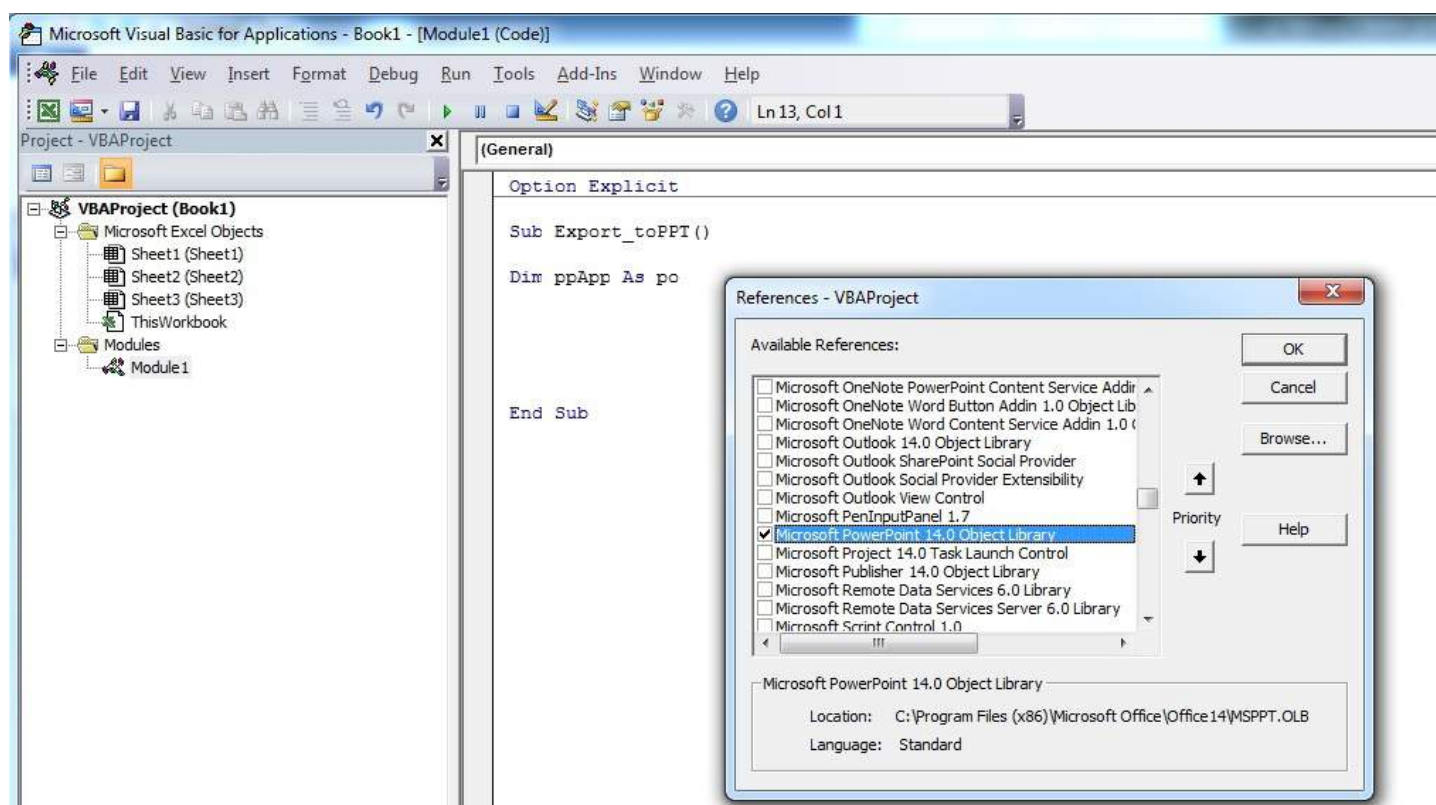 Microsoft Visual Basic for Applications - Book1 - [Module1 (Code)]
File Edit View Insert Format Debug Run Tools Add-Ins Window Help
Ln 13, Col 1
Project - VBAProject
(General)
VBAProject (Book1)
Microsoft Excel Objects
Sheet1 (Sheet1)
Sheet2 (Sheet2)
Sheet3 (Sheet3)
ThisWorkbook
Modules
Module1
Option Explicit
Sub Export_toPPT()
Dim ppApp As po
End Sub
References - VBAProject
Available References:
Microsoft OneNote PowerPoint Content Service Addin
Microsoft OneNote Word Button Addin 1.0 Object Lib
Microsoft OneNote Word Content Service Addin 1.0 (
Microsoft Outlook 14.0 Object Library
Microsoft Outlook SharePoint Social Provider
Microsoft Outlook Social Provider Extensibility
Microsoft Outlook View Control
Microsoft PenInputPanel 1.7
Microsoft PowerPoint 14.0 Object Library
Microsoft Project 14.0 Task Launch Control
Microsoft Publisher 14.0 Object Library
Microsoft Remote Data Services 6.0 Library
Microsoft Remote Data Services Server 6.0 Library
Microsoft Script Control 1.0
OK
Cancel
Browse...
Priority
Help
Microsoft PowerPoint 14.0 Object Library
Location: C:\Program Files (x86)\Microsoft Office\Office14\MSPPT.OLB
Language: Standard